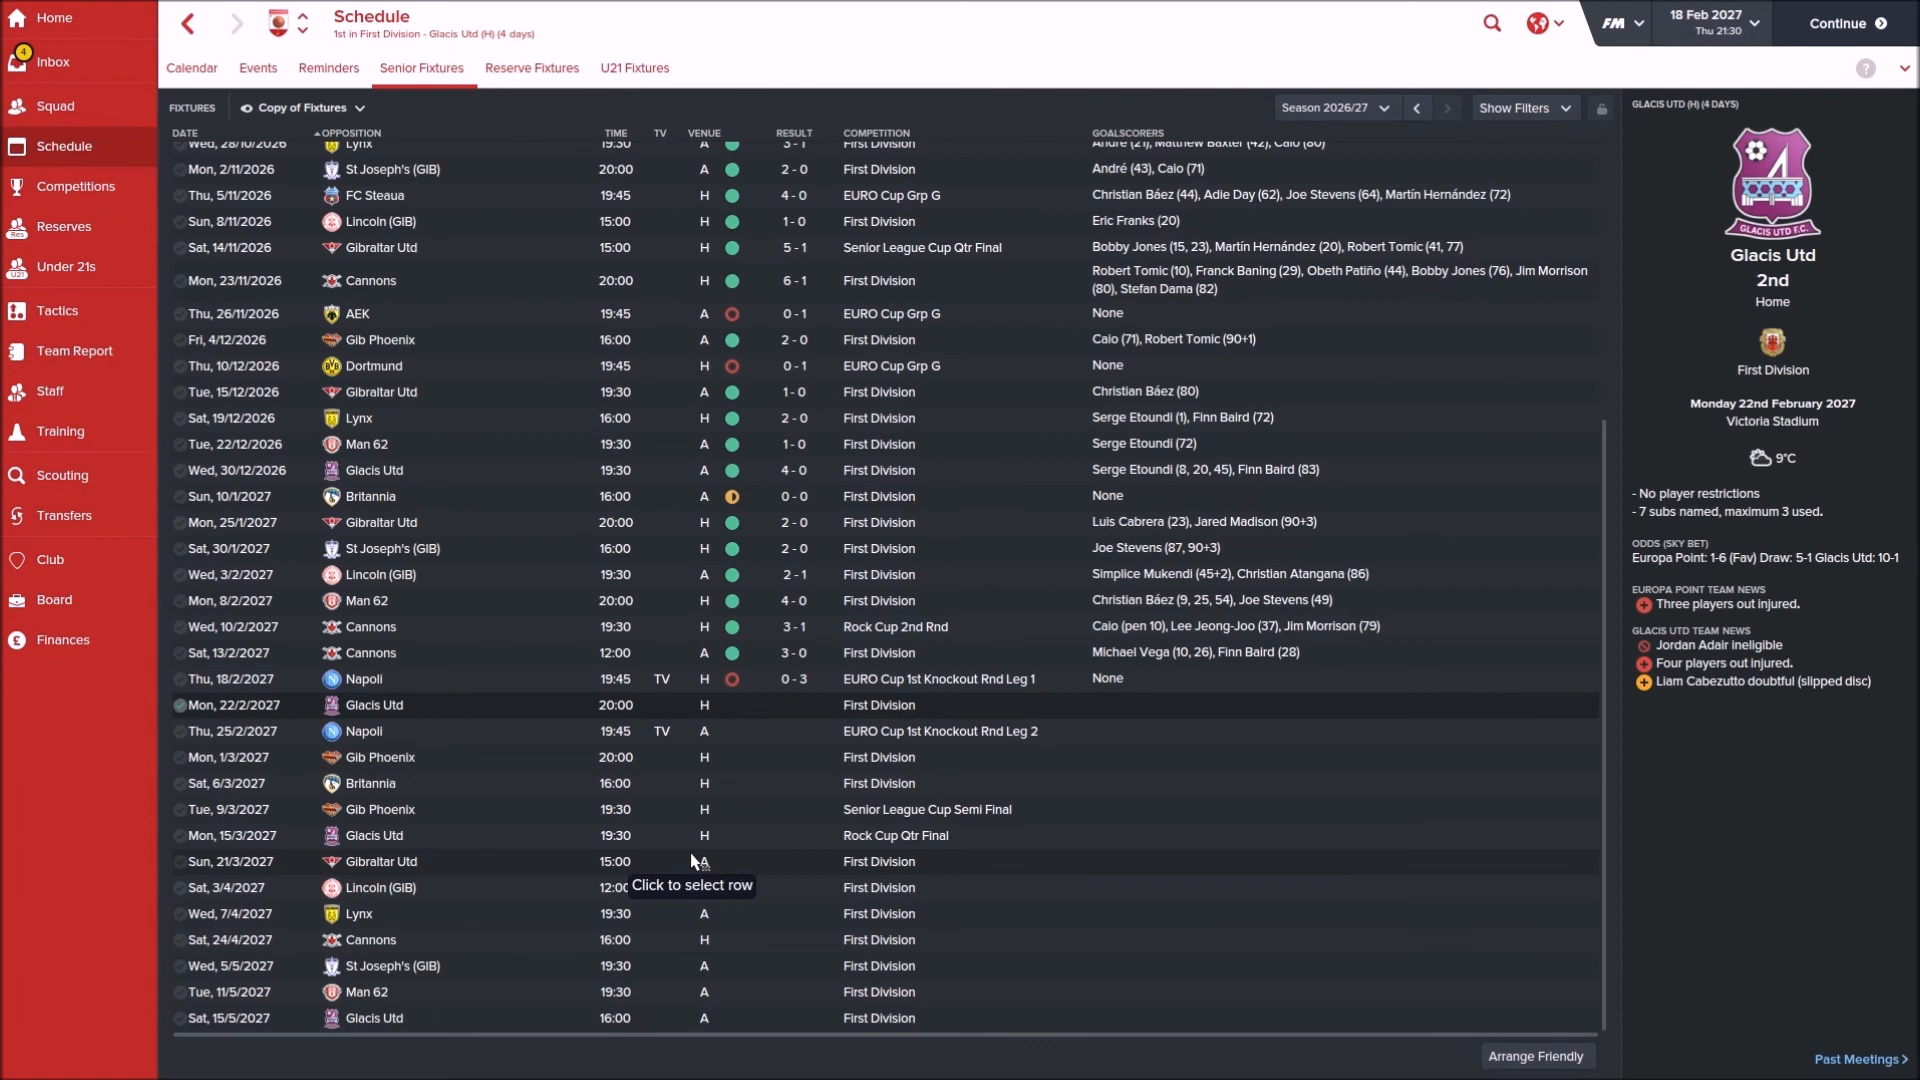 Home
4
Inbox
Squad
Schedule
Competitions
Reserves
Under 21s
Tactics
Team Report
Staff
Training
Scouting
Transfers
Club
Board
Finances
Schedule
1st in First Division - Glacis Utd (H) (4 days)
FM
18 Feb 2027
Thu 21:30
Continue
Calendar Events Reminders Senior Fixtures Reserve Fixtures U21 Fixtures
FIXTURES Copy of Fixtures Season 2026/27 Show Filters
DATE OPPOSITION TIME TV VENUE RESULT COMPETITION GOALSCORERS
Wed, 28/10/2026 Lynx 19:30 A 3 - 1 First Division André (21), Matthew Baxter (42), Caio (80)
Mon, 2/11/2026 St Joseph's (GIB) 20:00 A 2 - 0 First Division André (43), Caio (71)
Thu, 5/11/2026 FC Steaua 19:45 H 4 - 0 EURO Cup Grp G Christian Báez (44), Adie Day (62), Joe Stevens (64), Martín Hernández (72)
Sun, 8/11/2026 Lincoln (GIB) 15:00 H 1 - 0 First Division Eric Franks (20)
Sat, 14/11/2026 Gibraltar Utd 15:00 H 5 - 1 Senior League Cup Qtr Final Bobby Jones (15, 23), Martín Hernández (20), Robert Tomic (41, 77)
Mon, 23/11/2026 Cannons 20:00 H 6 - 1 First Division Robert Tomic (10), Franck Baning (29), Obeth Patiño (44), Bobby Jones (76), Jim Morrison
(80), Stefan Dama (82)
Thu, 26/11/2026 AEK 19:45 A 0 - 1 EURO Cup Grp G None
Fri, 4/12/2026 Gib Phoenix 16:00 A 2 - 0 First Division Caio (71), Robert Tomic (90+1)
Thu, 10/12/2026 Dortmund 19:45 H 0 - 1 EURO Cup Grp G None
Tue, 15/12/2026 Gibraltar Utd 19:30 A 1 - 0 First Division Christian Báez (80)
Sat, 19/12/2026 Lynx 16:00 H 2 - 0 First Division Serge Etoundi (1), Finn Baird (72)
Tue, 22/12/2026 Man 62 19:30 A 1 - 0 First Division Serge Etoundi (72)
Wed, 30/12/2026 Glacis Utd 19:30 A 4 - 0 First Division Serge Etoundi (8, 20, 45), Finn Baird (83)
Sun, 10/1/2027 Britannia 16:00 A 0 - 0 First Division None
Mon, 25/1/2027 Gibraltar Utd 20:00 H 2 - 0 First Division Luis Cabrera (23), Jared Madison (90+3)
Sat, 30/1/2027 St Joseph's (GIB) 16:00 H 2 - 0 First Division Joe Stevens (87, 90+3)
Wed, 3/2/2027 Lincoln (GIB) 19:30 A 2 - 1 First Division Simplice Mukendi (45+2), Christian Atangana (86)
Mon, 8/2/2027 Man 62 20:00 H 4 - 0 First Division Christian Báez (9, 25, 54), Joe Stevens (49)
Wed, 10/2/2027 Cannons 19:30 H 3 - 1 Rock Cup 2nd Rnd Caio (pen 10), Lee Jeong-Joo (37), Jim Morrison (79)
Sat, 13/2/2027 Cannons 12:00 A 3 - 0 First Division Michael Vega (10, 26), Finn Baird (28)
Thu, 18/2/2027 Napoli 19:45 TV H 0 - 3 EURO Cup 1st Knockout Rnd Leg 1 None
Mon, 22/2/2027 Glacis Utd 20:00 H First Division
Thu, 25/2/2027 Napoli 19:45 TV A EURO Cup 1st Knockout Rnd Leg 2
Mon, 1/3/2027 Gib Phoenix 20:00 H First Division
Sat, 6/3/2027 Britannia 16:00 H First Division
Tue, 9/3/2027 Gib Phoenix 19:30 H Senior League Cup Semi Final
Mon, 15/3/2027 Glacis Utd 19:30 H Rock Cup Qtr Final
Sun, 21/3/2027 Gibraltar Utd 15:00 A First Division
Click to select row
Sat, 3/4/2027 Lincoln (GIB) 12:00 First Division
Wed, 7/4/2027 Lynx 19:30 A First Division
Sat, 24/4/2027 Cannons 16:00 H First Division
Wed, 5/5/2027 St Joseph's (GIB) 19:30 A First Division
Tue, 11/5/2027 Man 62 19:30 A First Division
Sat, 15/5/2027 Glacis Utd 16:00 A First Division
Arrange Friendly
GLACIS UTD (H) (4 DAYS)
GLACIS UTD F.C.
Glacis Utd
2nd
Home
First Division
Monday 22nd February 2027
Victoria Stadium
9°C
- No player restrictions
- 7 subs named, maximum 3 used.
ODDS (SKY BET)
Europa Point: 1-6 (Fav) Draw: 5-1 Glacis Utd: 10-1
EUROPA POINT TEAM NEWS
Three players out injured.
GLACIS UTD TEAM NEWS
Jordan Adair ineligible
Four players out injured.
Liam Cabezutto doubtful (slipped disc)
Past Meetings >